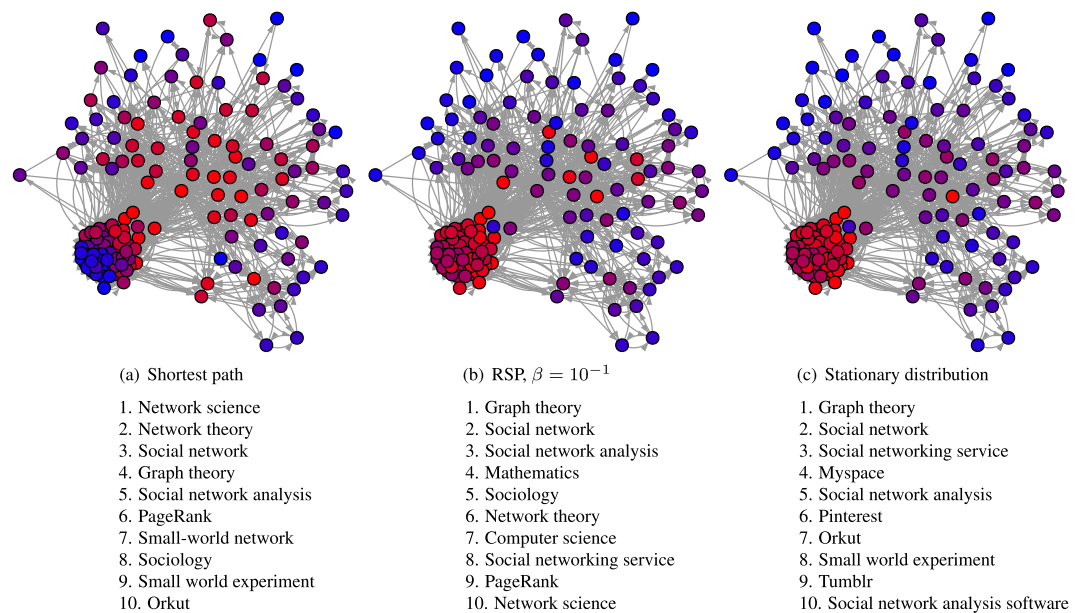 (a) Shortest path
1. Network science
2. Network theory
3. Social network
4. Graph theory
5. Social network analysis
6. PageRank
7. Small-world network
8. Sociology
9. Small world experiment
10. Orkut
(b) RSP, β = 10⁻¹
1. Graph theory
2. Social network
3. Social network analysis
4. Mathematics
5. Sociology
6. Network theory
7. Computer science
8. Social networking service
9. PageRank
10. Network science
(c) Stationary distribution
1. Graph theory
2. Social network
3. Social networking service
4. Myspace
5. Social network analysis
6. Pinterest
7. Orkut
8. Small world experiment
9. Tumblr
10. Social network analysis software